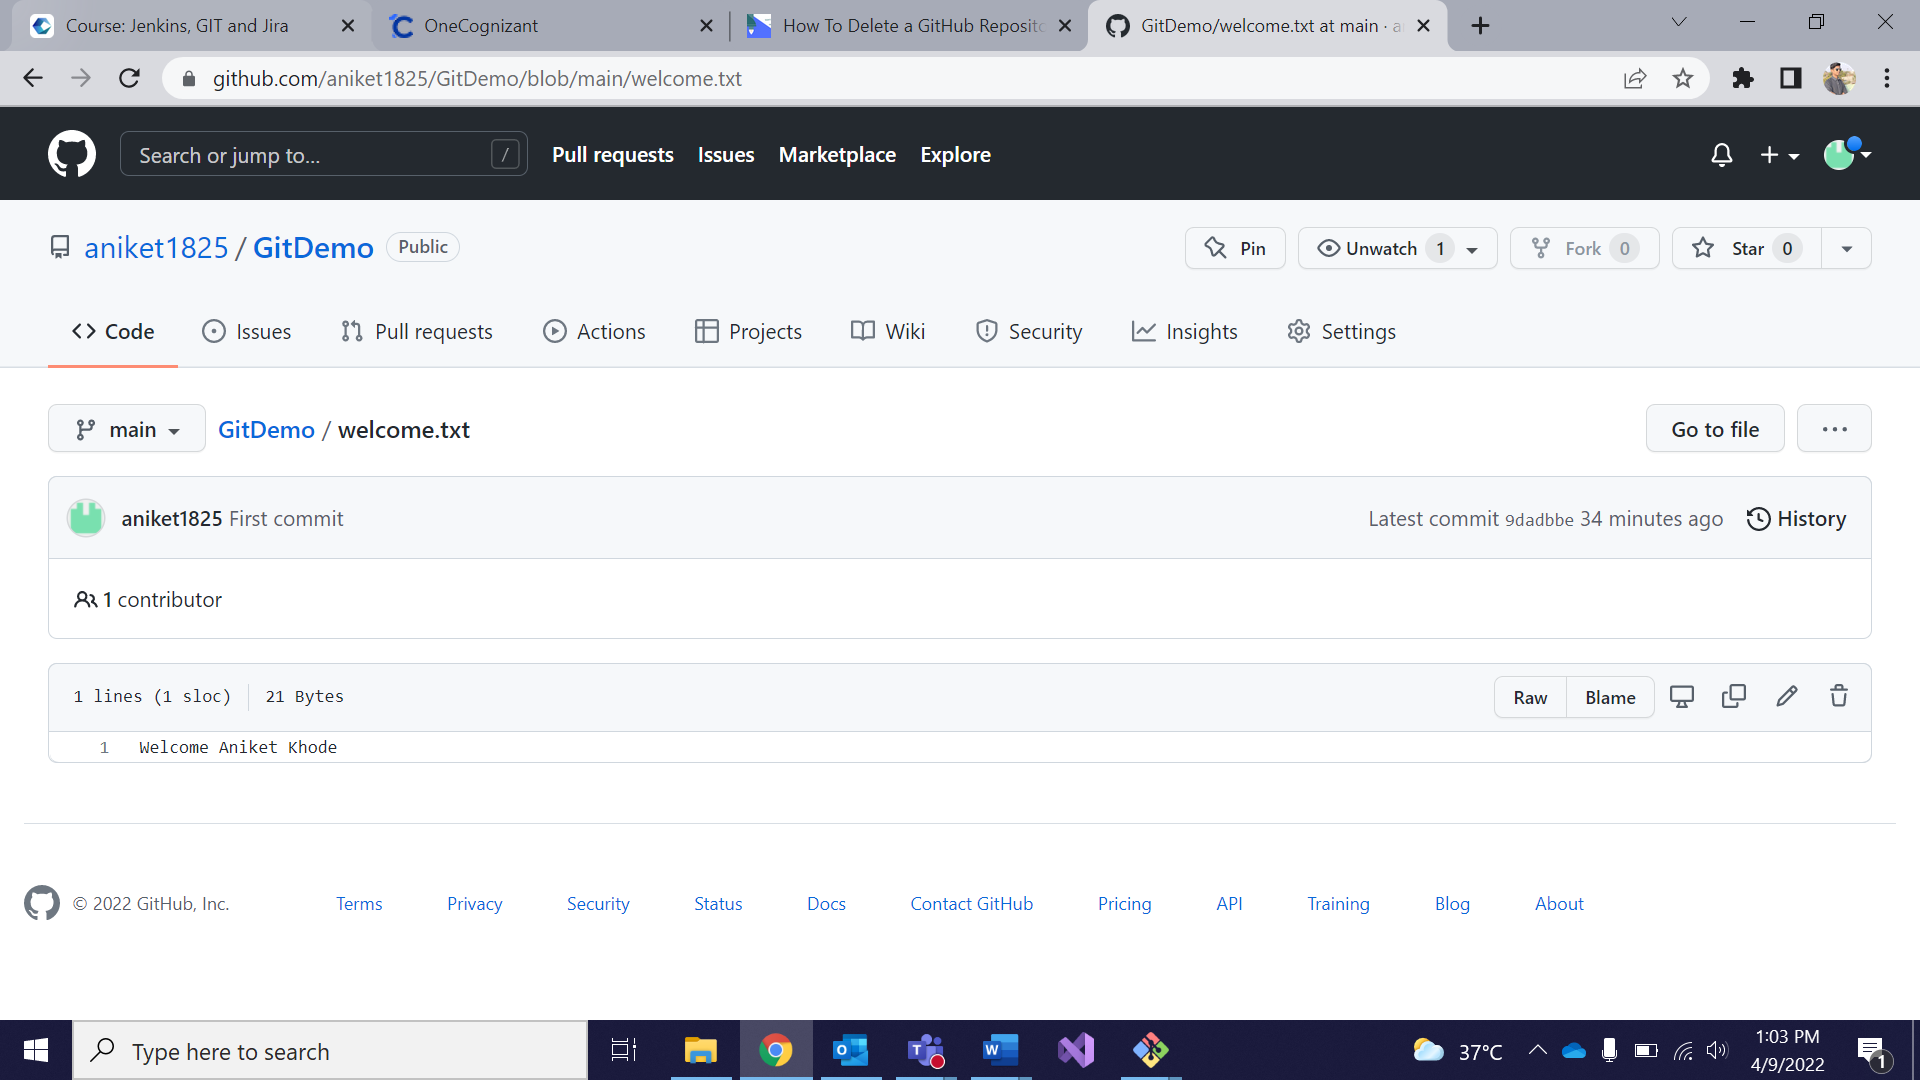 Course: Jenkins, GIT and Jira
OneCognizant
How To Delete a GitHub Reposito
GitDemo/welcome.txt at main · a
github.com/aniket1825/GitDemo/blob/main/welcome.txt
Search or jump to... /
Pull requests Issues Marketplace Explore
aniket1825 / GitDemo Public
Pin Unwatch 1 Fork 0 Star 0
Code Issues Pull requests Actions Projects Wiki Security Insights Settings
main GitDemo / welcome.txt Go to file ...
aniket1825 First commit Latest commit 9dadbbe 34 minutes ago History
1 contributor
1 lines (1 sloc) 21 Bytes Raw Blame
1 Welcome Aniket Khode
© 2022 GitHub, Inc. Terms Privacy Security Status Docs Contact GitHub Pricing API Training Blog About
Type here to search
37°C
1:03 PM
4/9/2022
1